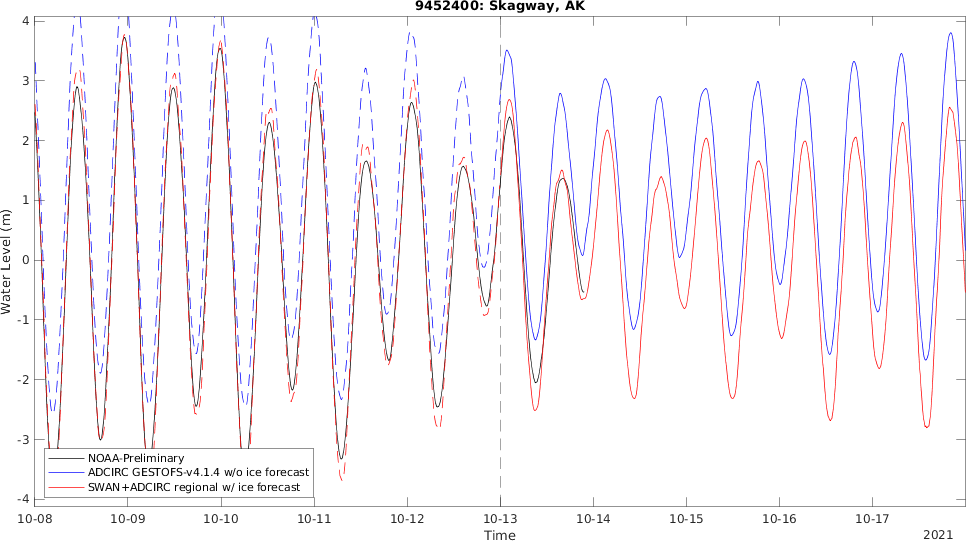 9452400: Skagway, AK
4
3
2
1
0
-1
-2
-3
-4
Water Level (m)
NOAA-Preliminary
ADCIRC GESTOFS-v4.1.4 w/o ice forecast
SWAN+ADCIRC regional w/ ice forecast
10-08 10-09 10-10 10-11 10-12 10-13 10-14 10-15 10-16 10-17
Time
2021